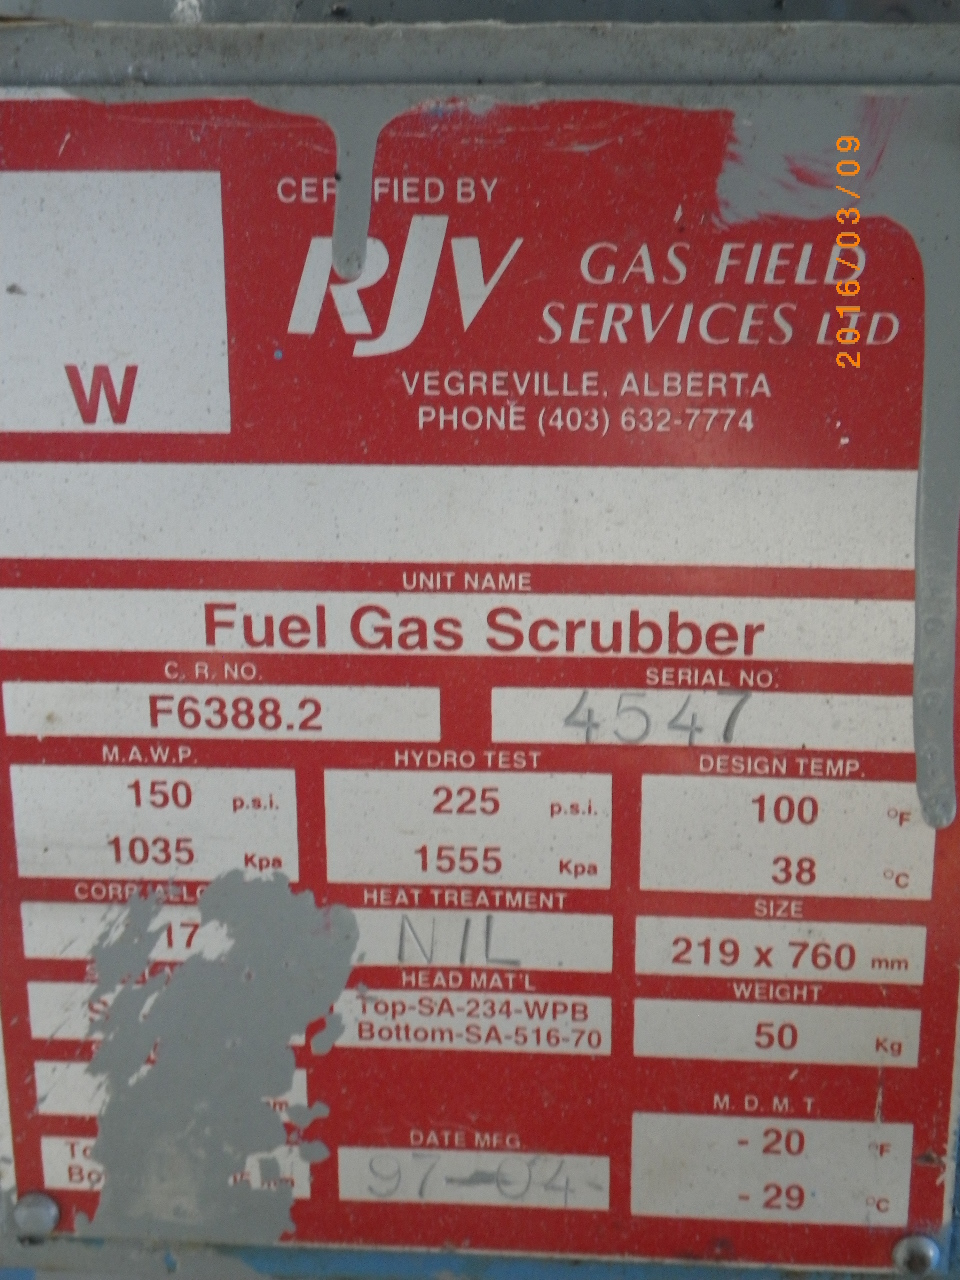 CERTIFIED BY
RJV GAS FIELD
SERVICES LTD
W
VEGREVILLE, ALBERTA
PHONE (403) 632-7774
2016/03/09
UNIT NAME
Fuel Gas Scrubber
C. R. NO. SERIAL NO.
F6388.2 4547
M.A.W.P. HYDRO TEST DESIGN TEMP.
150 p.s.i. 225 p.s.i. 100 °F
1035 Kpa 1555 Kpa 38 °C
HEAT TREATMENT SIZE
17 NIL 219 x 760 mm
HEAD MAT'L WEIGHT
Top-SA-234-WPB
Bottom-SA-516-70 50 Kg
M. D. M. T.
DATE MFG. - 20 °F
97-04- - 29 °C